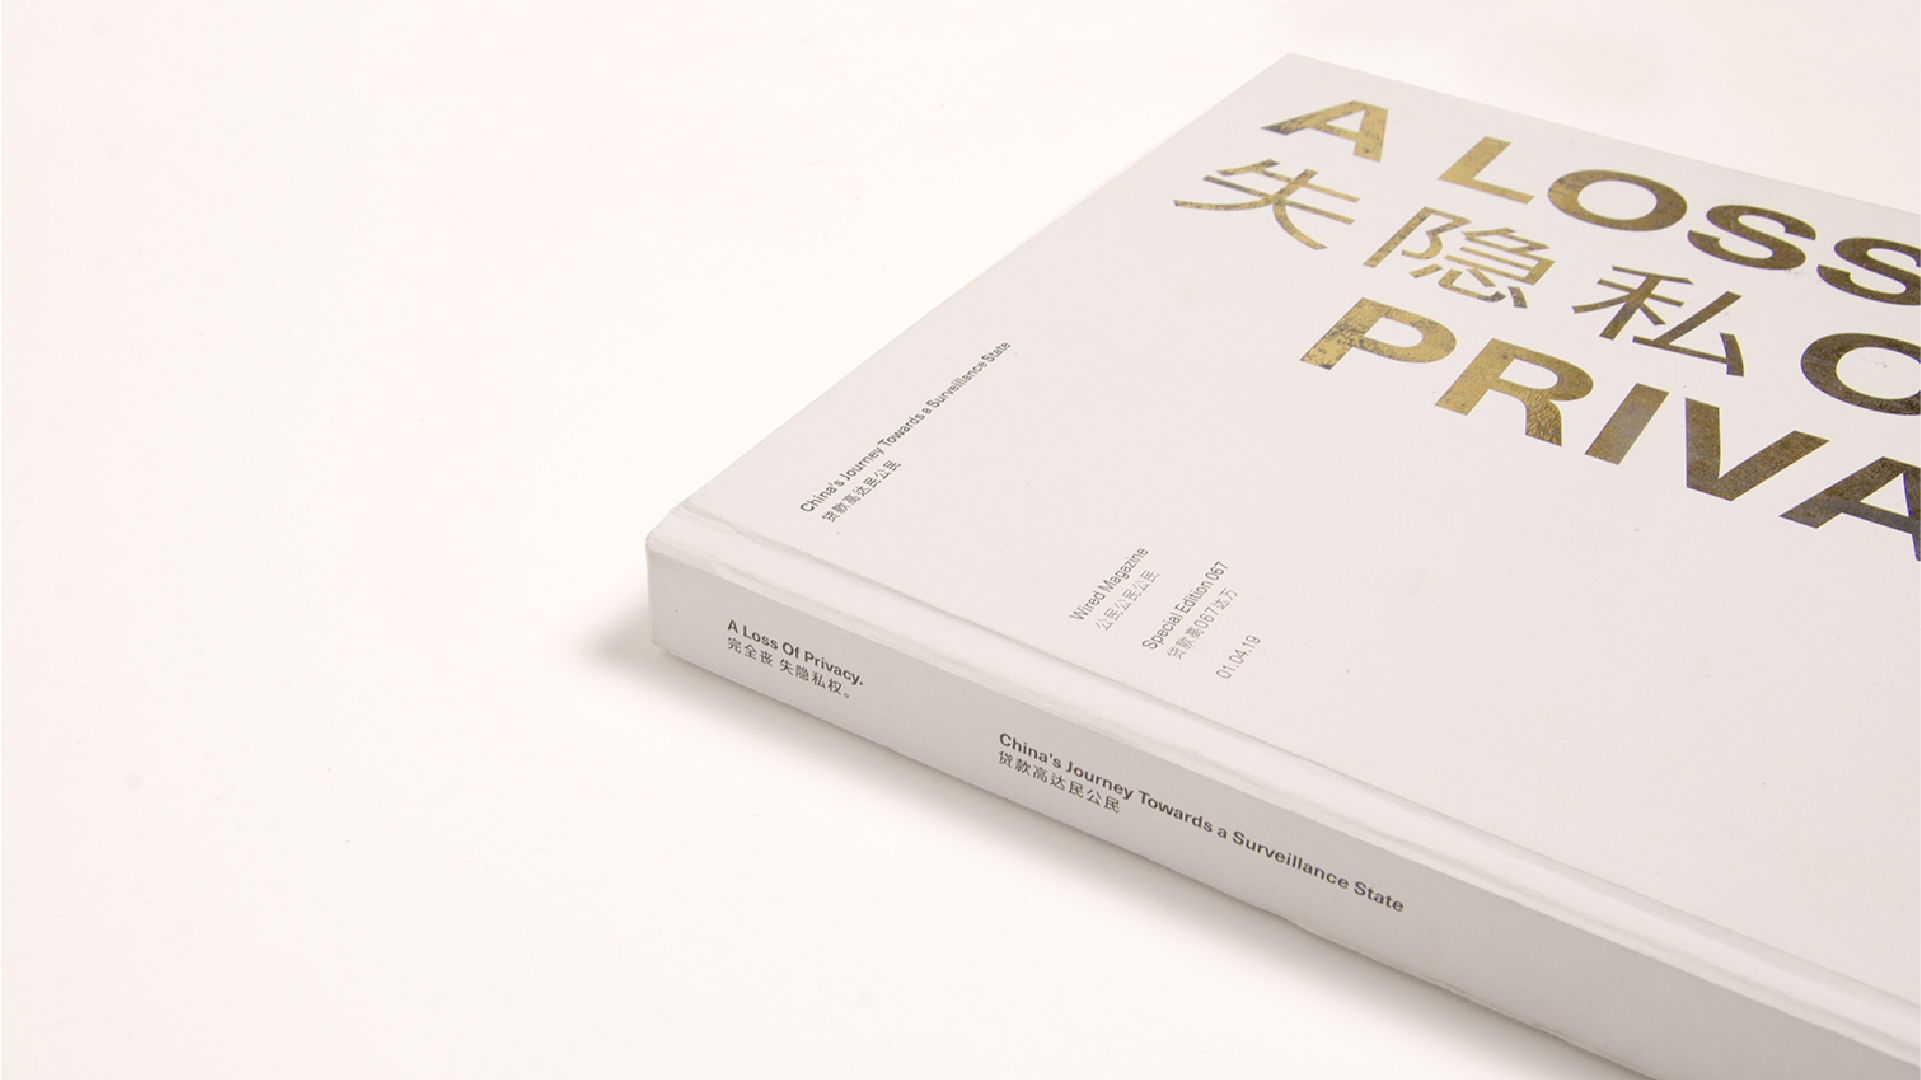 A LOSS
失隐私 O
PRIVA
China's Journey Towards a Surveillance State
贷款高达民公民
Wired Magazine
公民公民公民
Special Edition 067
贷款高067达万
01.04.19
A Loss Of Privacy.
完全丧 失隐私权。
China's Journey Towards a Surveillance State
贷款高达民公民